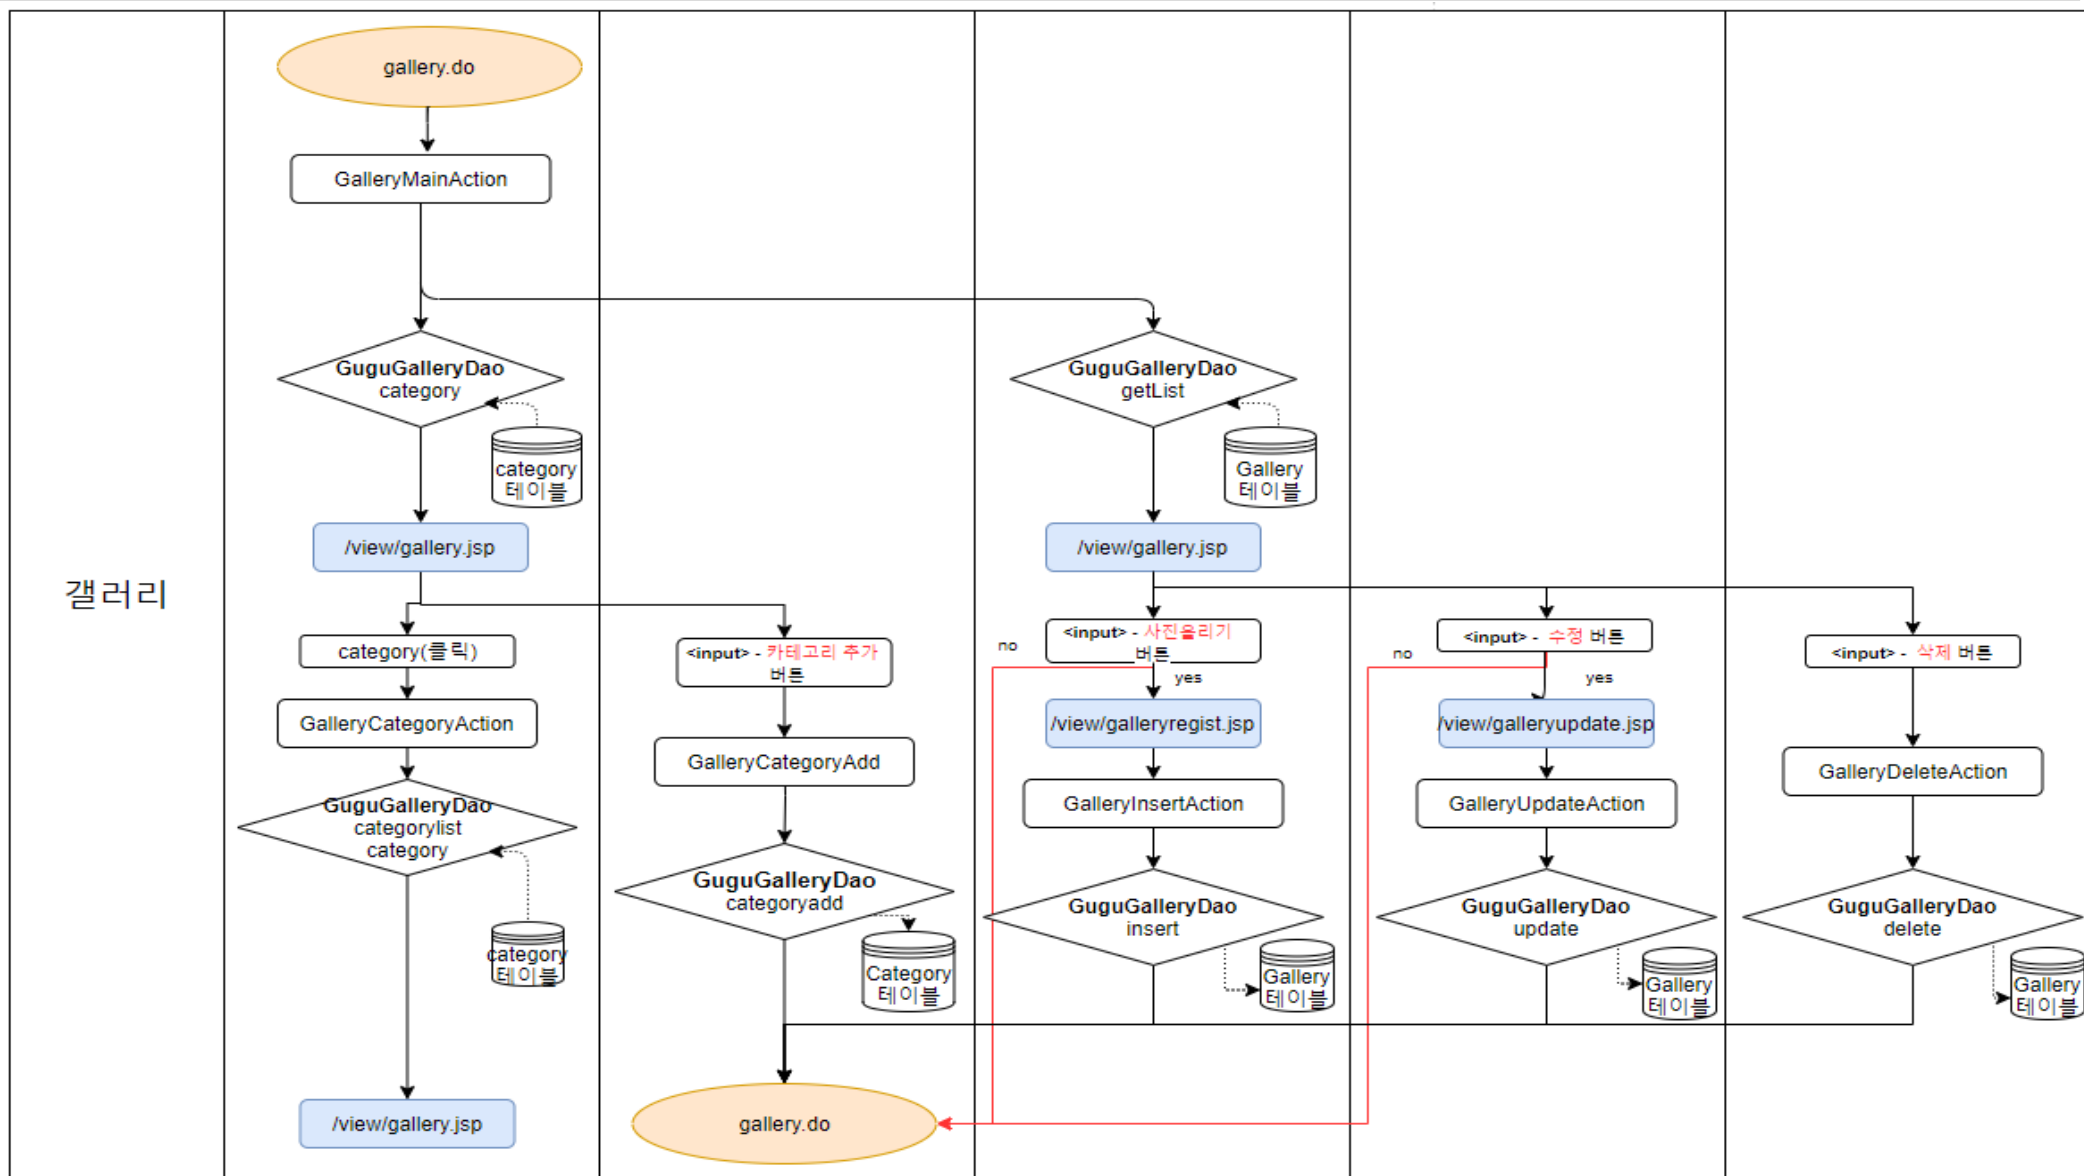 갤러리
gallery.do
GalleryMainAction
GuguGalleryDao
category
category
테이블
/view/gallery.jsp
category(클릭)
GalleryCategoryAction
GuguGalleryDao
categorylist
category
category
테이블
/view/gallery.jsp
<input> - 카테고리 추가
버튼
GalleryCategoryAdd
GuguGalleryDao
categoryadd
Category
테이블
gallery.do
GuguGalleryDao
getList
Gallery
테이블
/view/gallery.jsp
<input> - 사진올리기
버튼
no
yes
/view/galleryregist.jsp
GalleryInsertAction
GuguGalleryDao
insert
Gallery
테이블
<input> - 수정 버튼
no
yes
/view/galleryupdate.jsp
GalleryUpdateAction
GuguGalleryDao
update
Gallery
테이블
<input> - 삭제 버튼
GalleryDeleteAction
GuguGalleryDao
delete
Gallery
테이블